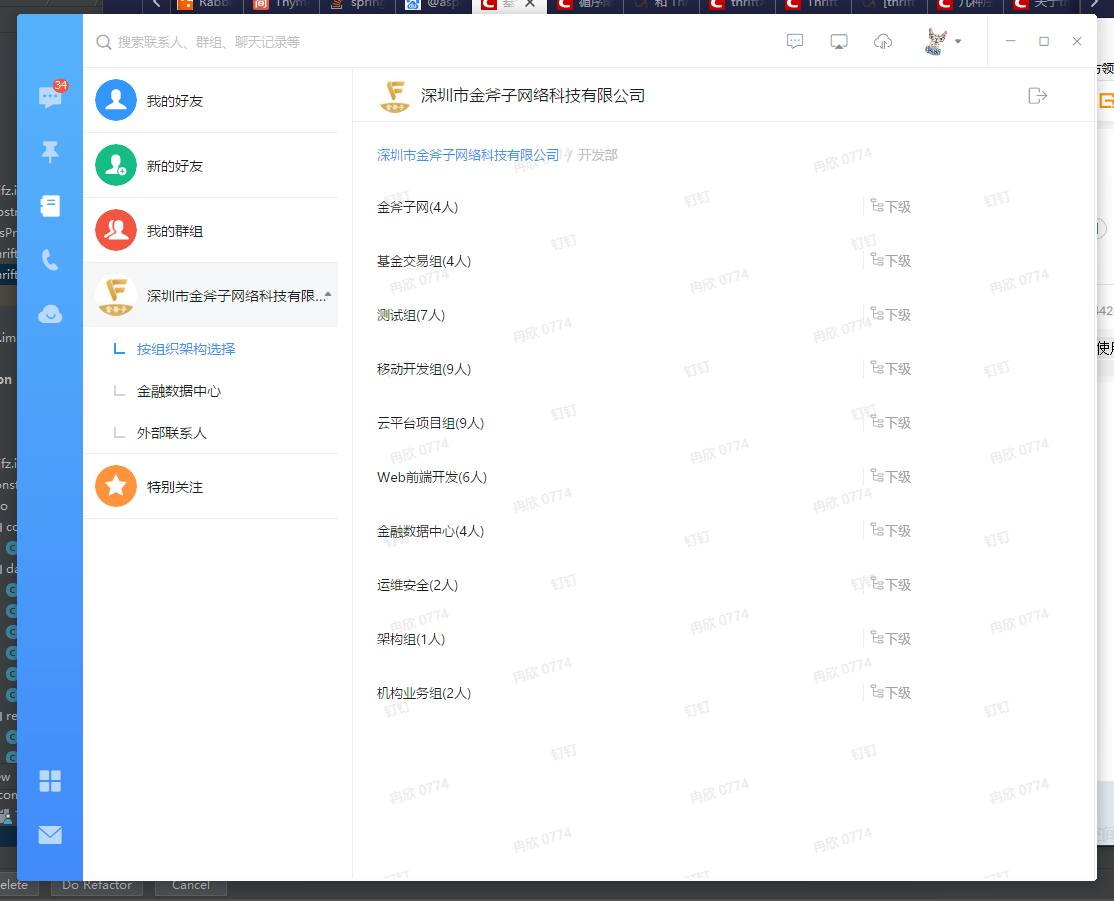 搜索联系人、群组、聊天记录等
34
我的好友
新的好友
我的群组
深圳市金斧子网络科技有限...
按组织架构选择
金融数据中心
外部联系人
特别关注
深圳市金斧子网络科技有限公司
深圳市金斧子网络科技有限公司 / 开发部
金斧子网(4人) 下级
基金交易组(4人) 下级
测试组(7人) 下级
移动开发组(9人) 下级
云平台项目组(9人) 下级
Web前端开发(6人) 下级
金融数据中心(4人) 下级
运维安全(2人) 下级
架构组(1人) 下级
机构业务组(2人) 下级
冉欣 0774
钉钉
Do Refactor
Cancel